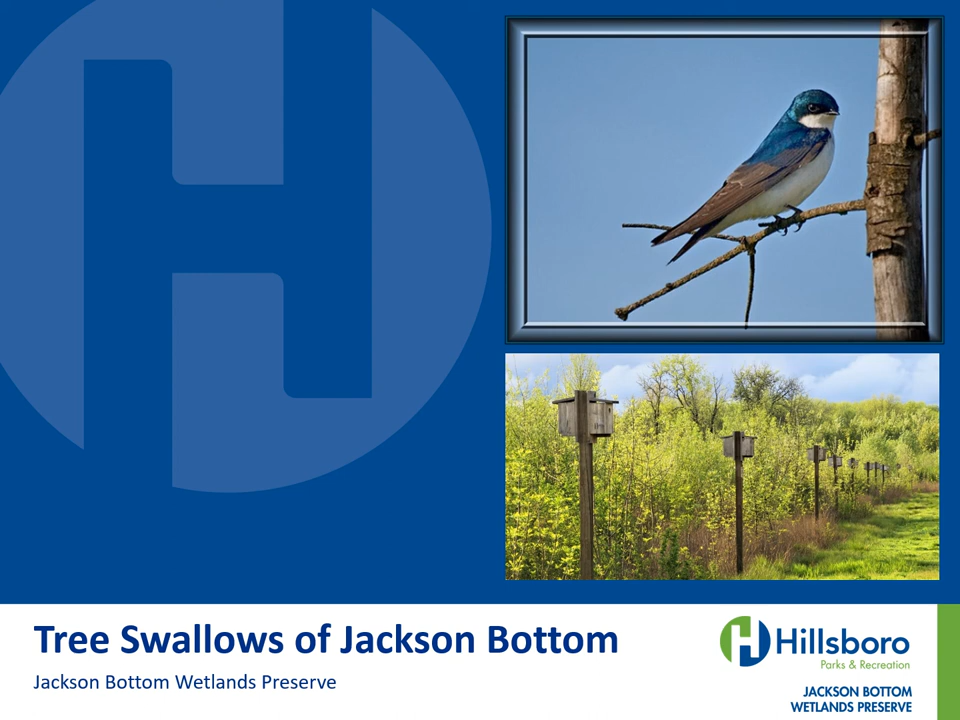 Tree Swallows of Jackson Bottom
Jackson Bottom Wetlands Preserve
Hillsboro
Parks & Recreation
JACKSON BOTTOM
WETLANDS PRESERVE